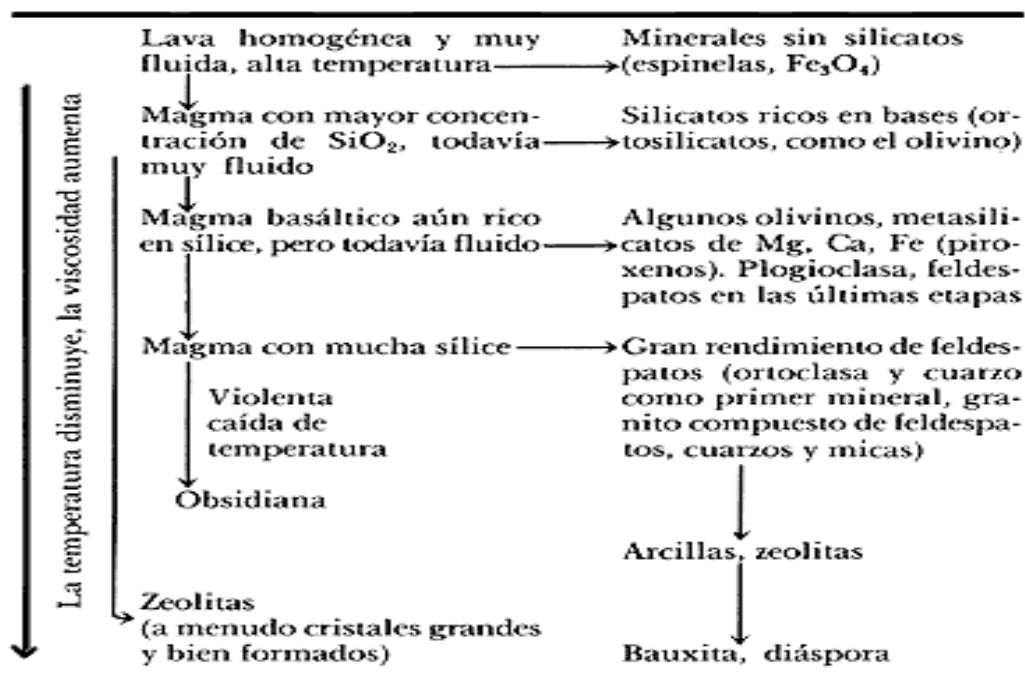 La temperatura disminuye, la viscosidad aumenta
Lava homogénea y muy
fluida, alta temperatura
Minerales sin silicatos
(espinelas, Fe₃O₄)
Magma con mayor concen-
tración de SiO₂, todavía
muy fluido
Silicatos ricos en bases (or-
tosilicatos, como el olivino)
Magma basáltico aún rico
en sílice, pero todavía fluido
Algunos olivinos, metasili-
catos de Mg, Ca, Fe (piro-
xenos). Plogioclasa, feldes-
patos en las últimas etapas
Magma con mucha sílice
Gran rendimiento de feldes-
patos (ortoclasa y cuarzo
como primer mineral, gra-
nito compuesto de feldespa-
tos, cuarzos y micas)
Violenta
caída de
temperatura
Obsidiana
Arcillas, zeolitas
Zeolitas
(a menudo cristales grandes
y bien formados)
Bauxita, diáspora